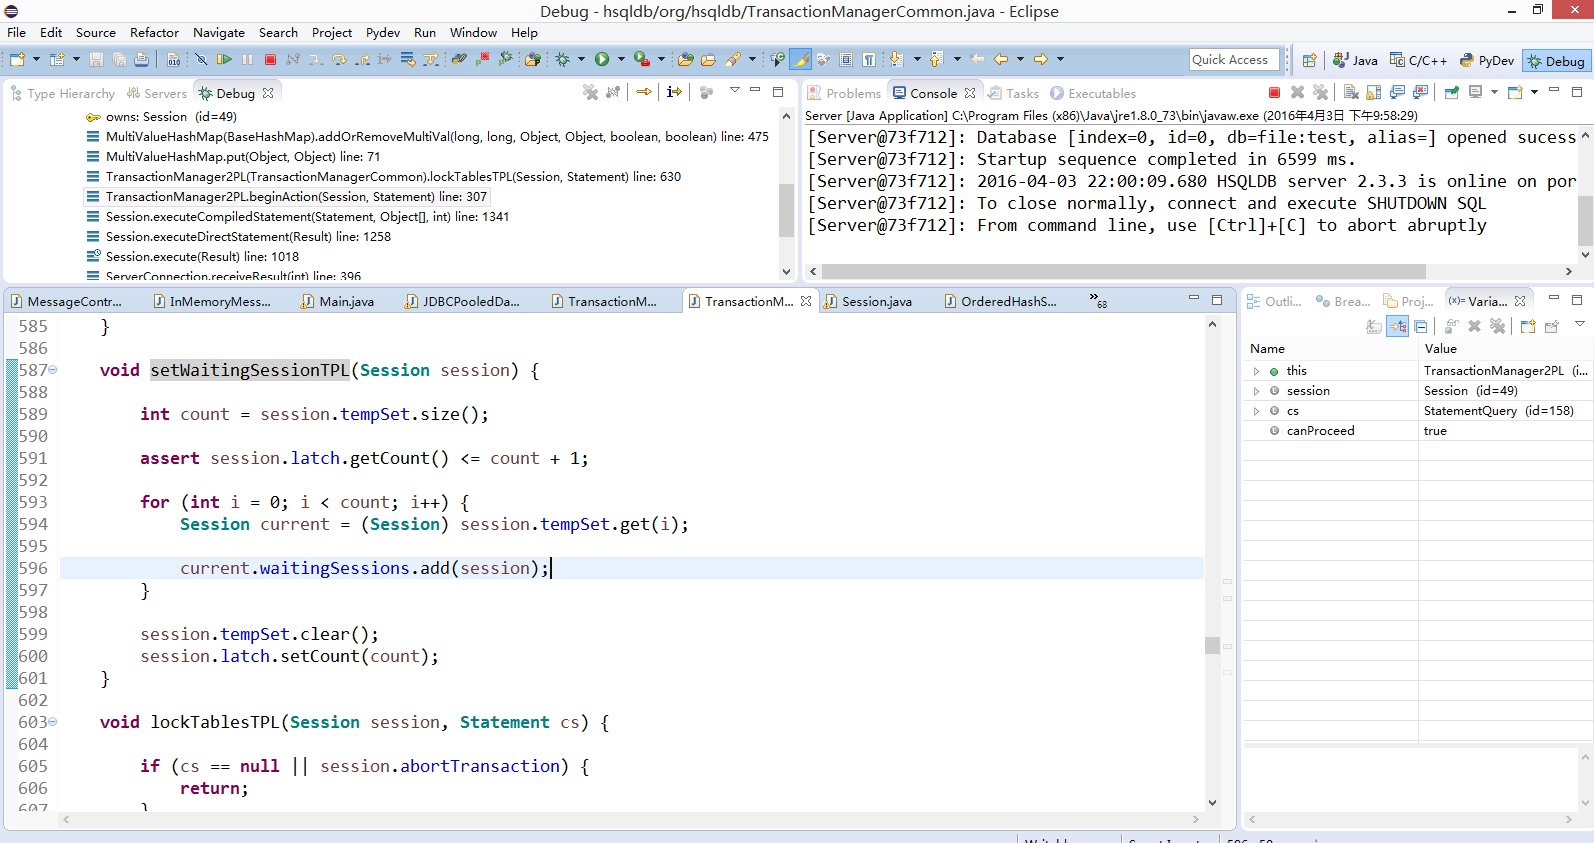 Debug - hsqldb/org/hsqldb/TransactionManagerCommon.java - Eclipse
File Edit Source Refactor Navigate Search Project Pydev Run Window Help
Quick Access Java C/C++ PyDev Debug
Type Hierarchy Servers Debug
owns: Session (id=49)
MultiValueHashMap(BaseHashMap).addOrRemoveMultiVal(long, long, Object, Object, boolean, boolean) line: 475
MultiValueHashMap.put(Object, Object) line: 71
TransactionManager2PL(TransactionManagerCommon).lockTablesTPL(Session, Statement) line: 630
TransactionManager2PL.beginAction(Session, Statement) line: 307
Session.executeCompiledStatement(Statement, Object[], int) line: 1341
Session.executeDirectStatement(Result) line: 1258
Session.execute(Result) line: 1018
ServerConnection.receiveResult(int) line: 396
Problems Console Tasks Executables
Server [Java Application] C:\Program Files (x86)\Java\jre1.8.0_73\bin\javaw.exe (2016年4月3日 下午9:58:29)
[Server@73f712]: Database [index=0, id=0, db=file:test, alias=] opened sucess
[Server@73f712]: Startup sequence completed in 6599 ms.
[Server@73f712]: 2016-04-03 22:00:09.680 HSQLDB server 2.3.3 is online on por
[Server@73f712]: To close normally, connect and execute SHUTDOWN SQL
[Server@73f712]: From command line, use [Ctrl]+[C] to abort abruptly
MessageContr... InMemoryMess... Main.java JDBCPooledDa... TransactionM... TransactionM... Session.java OrderedHashS... »68
585 }
586
587 void setWaitingSessionTPL(Session session) {
588
589 int count = session.tempSet.size();
590
591 assert session.latch.getCount() <= count + 1;
592
593 for (int i = 0; i < count; i++) {
594 Session current = (Session) session.tempSet.get(i);
595
596 current.waitingSessions.add(session);
597 }
598
599 session.tempSet.clear();
600 session.latch.setCount(count);
601 }
602
603 void lockTablesTPL(Session session, Statement cs) {
604
605 if (cs == null || session.abortTransaction) {
606 return;
607 }
Outli... Brea... Proj... (x)= Varia...
Name Value
this TransactionManager2PL (i...
session Session (id=49)
cs StatementQuery (id=158)
canProceed true